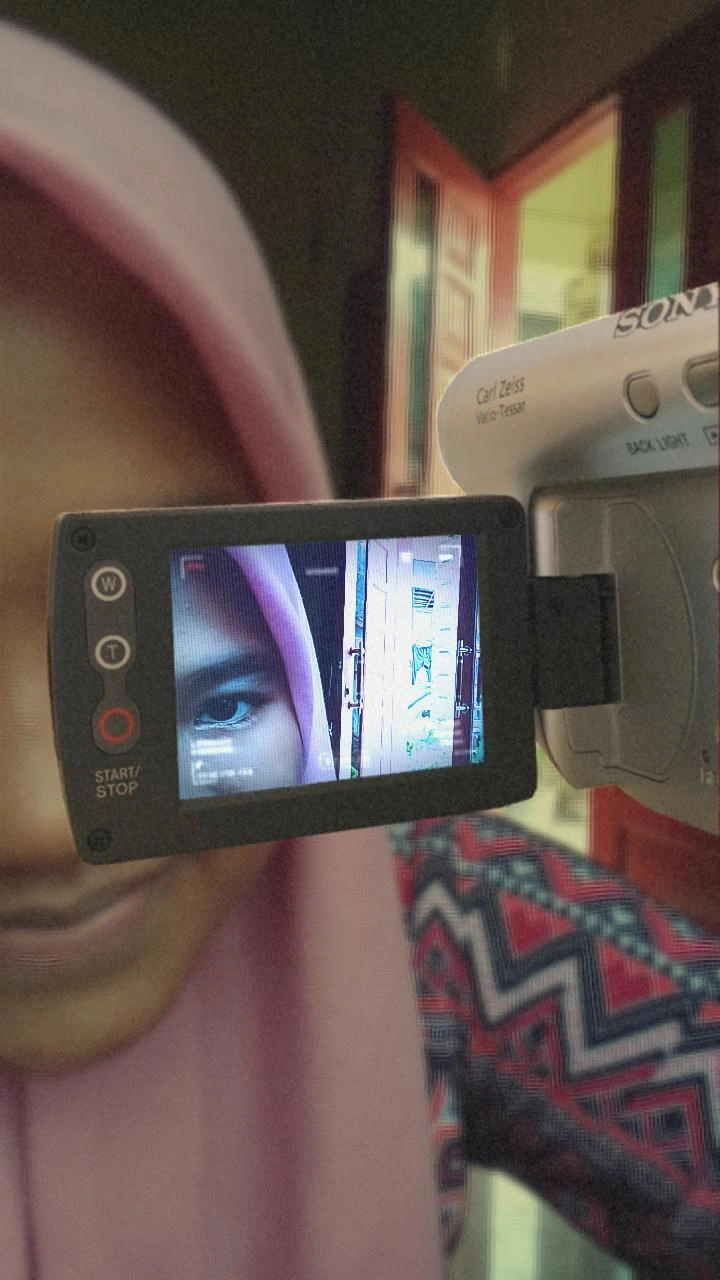 SONY
Carl Zeiss
Vario-Tessar
BACK LIGHT
W
T
START/
STOP